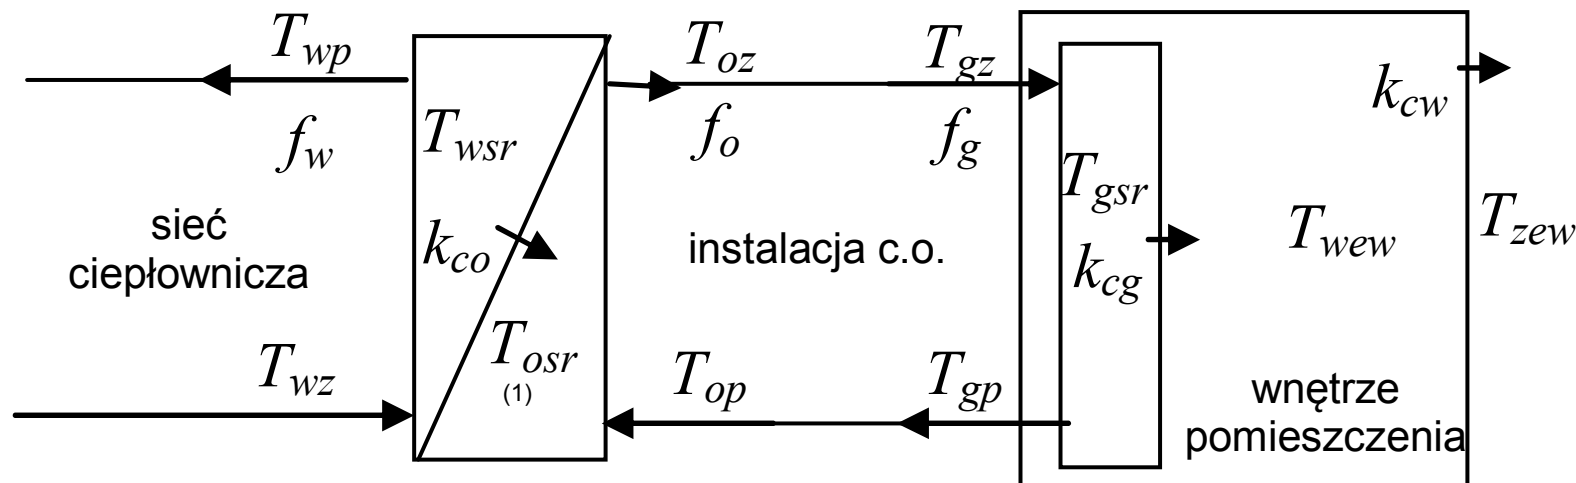 T_wp
f_w
sieć
ciepłownicza
T_wz
T_wsr
k_co
T_osr
(1)
T_oz
f_o
T_gz
f_g
instalacja c.o.
T_op
T_gp
T_gsr
k_cg
k_cw
T_wew
T_zew
wnętrze
pomieszczenia